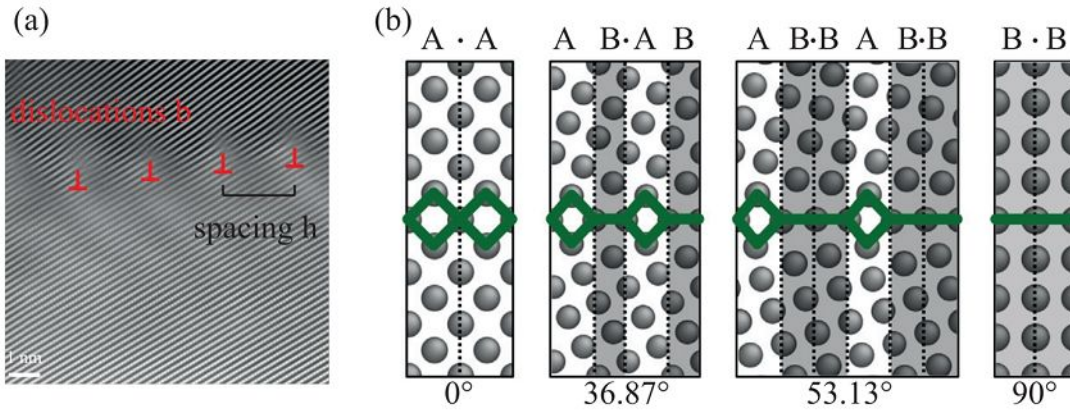 (a)
dislocations b
spacing h
1 nm
(b)
A · A
A B·A B
A B·B A B·B
B · B
0°
36.87°
53.13°
90°